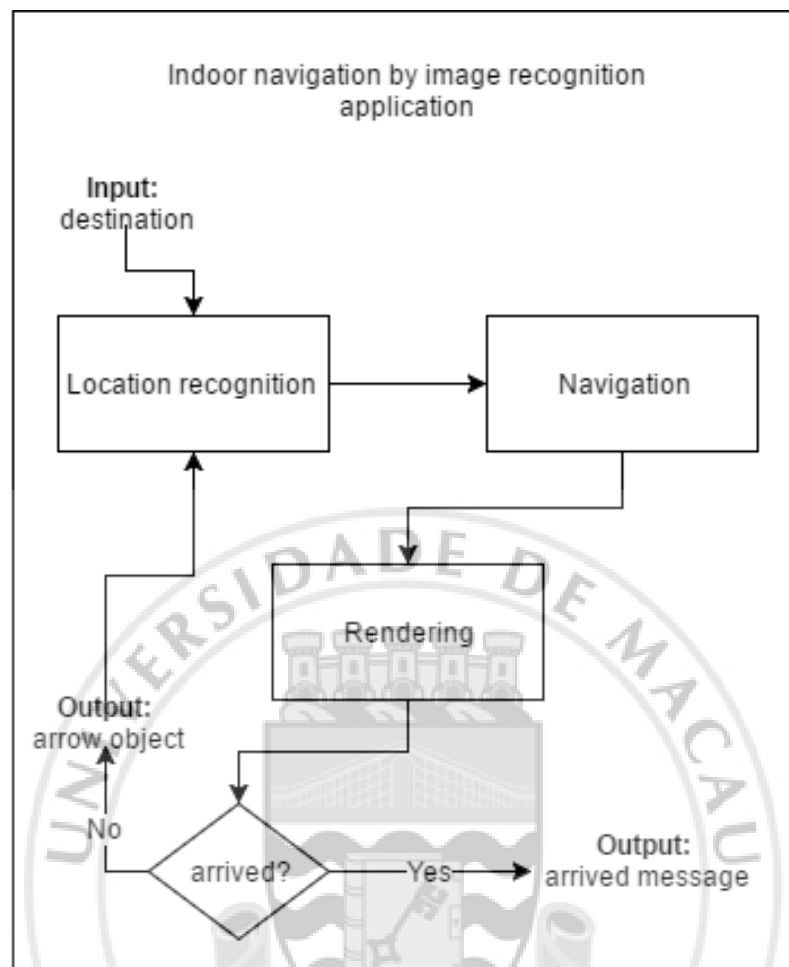 Indoor navigation by image recognition
application
Input:
destination
Location recognition
Navigation
UNIVERSIDADE DE MACAU
Rendering
Output:
arrow object
No
arrived?
Yes
Output:
arrived message